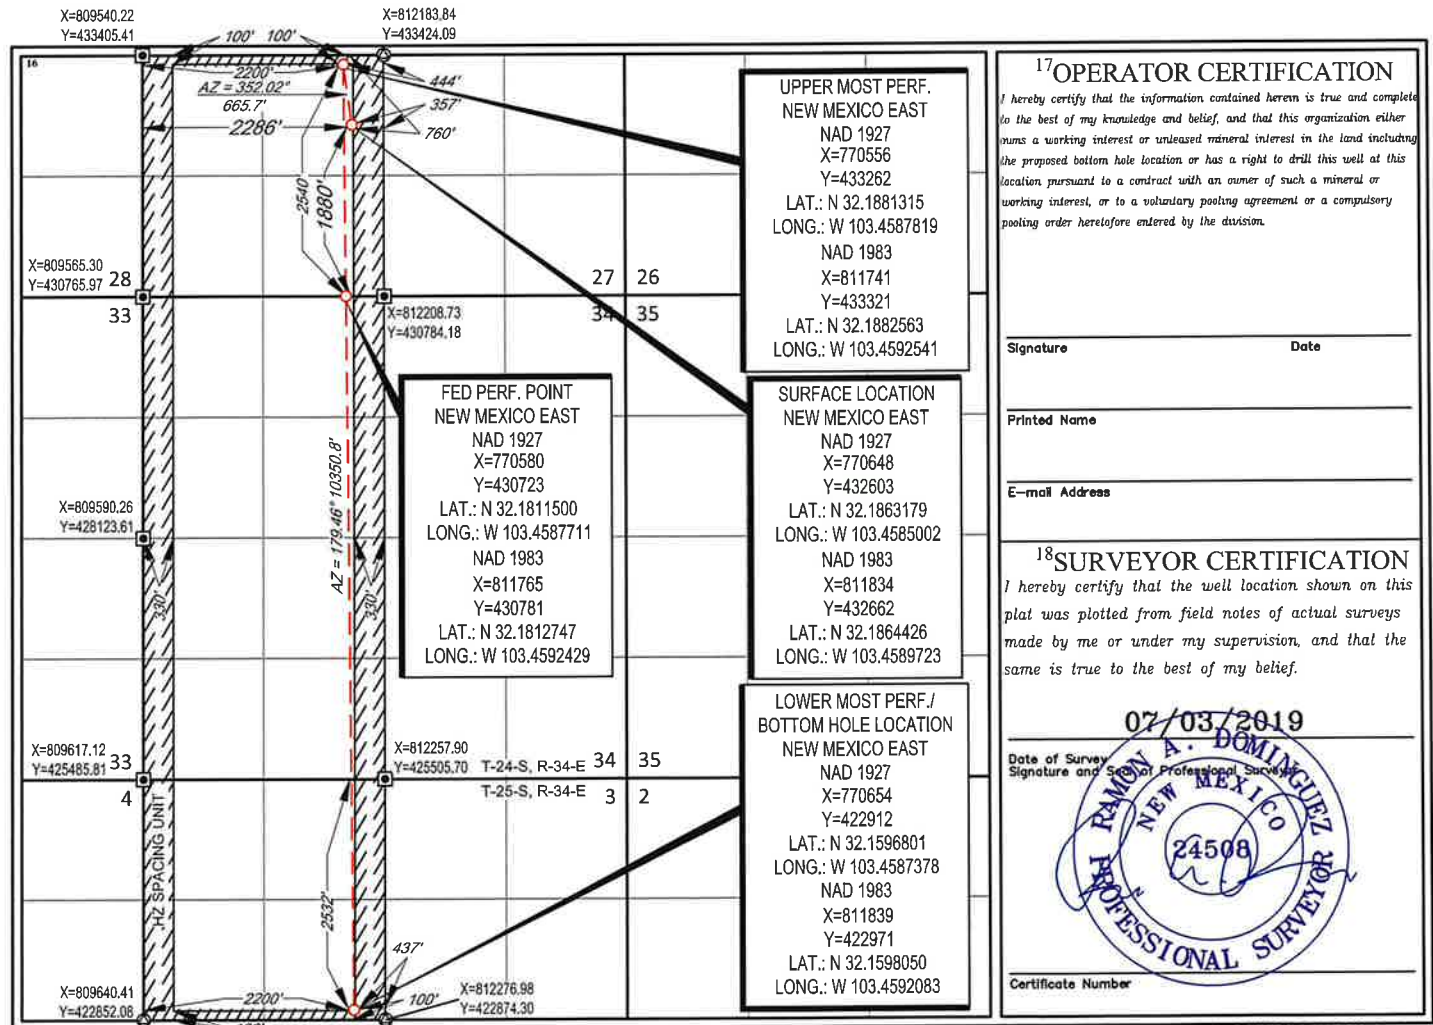 X=809540.22
Y=433405.41
X=812183.84
Y=433424.09
16
100' 100'
2200'
AZ = 352.02°
665.7'
2286'
444'
357'
760'
2540'
1880'
X=809565.30
Y=430765.97
28
33
27
26
34
35
X=812208.73
Y=430784.18
X=809590.26
Y=428123.61
330'
330'
AZ = 179.46° 10350.8'
X=809617.12
Y=425485.81
33
4
X=812257.90
Y=425505.70
T-24-S, R-34-E
34
35
T-25-S, R-34-E
3
2
HZ SPACING UNIT
2532'
437'
2200'
100'
X=809640.41
Y=422852.08
X=812276.98
Y=422874.30
UPPER MOST PERF.
NEW MEXICO EAST
NAD 1927
X=770556
Y=433262
LAT.: N 32.1881315
LONG.: W 103.4587819
NAD 1983
X=811741
Y=433321
LAT.: N 32.1882563
LONG.: W 103.4592541
FED PERF. POINT
NEW MEXICO EAST
NAD 1927
X=770580
Y=430723
LAT.: N 32.1811500
LONG.: W 103.4587711
NAD 1983
X=811765
Y=430781
LAT.: N 32.1812747
LONG.: W 103.4592429
SURFACE LOCATION
NEW MEXICO EAST
NAD 1927
X=770648
Y=432603
LAT.: N 32.1863179
LONG.: W 103.4585002
NAD 1983
X=811834
Y=432662
LAT.: N 32.1864426
LONG.: W 103.4589723
LOWER MOST PERF./
BOTTOM HOLE LOCATION
NEW MEXICO EAST
NAD 1927
X=770654
Y=422912
LAT.: N 32.1596801
LONG.: W 103.4587378
NAD 1983
X=811839
Y=422971
LAT.: N 32.1598050
LONG.: W 103.4592083
17 OPERATOR CERTIFICATION
I hereby certify that the information contained herein is true and complete
to the best of my knowledge and belief, and that this organization either
owns a working interest or unleased mineral interest in the land including
the proposed bottom hole location or has a right to drill this well at this
location pursuant to a contract with an owner of such a mineral or
working interest, or to a voluntary pooling agreement or a compulsory
pooling order heretofore entered by the division.
Signature Date
Printed Name
E-mail Address
18 SURVEYOR CERTIFICATION
I hereby certify that the well location shown on this
plat was plotted from field notes of actual surveys
made by me or under my supervision, and that the
same is true to the best of my belief.
07/03/2019
Date of Survey
Signature and Seal of Professional Surveyor
RAMON A. DOMINGUEZ
NEW MEXICO
24508
PROFESSIONAL SURVEYOR
Certificate Number